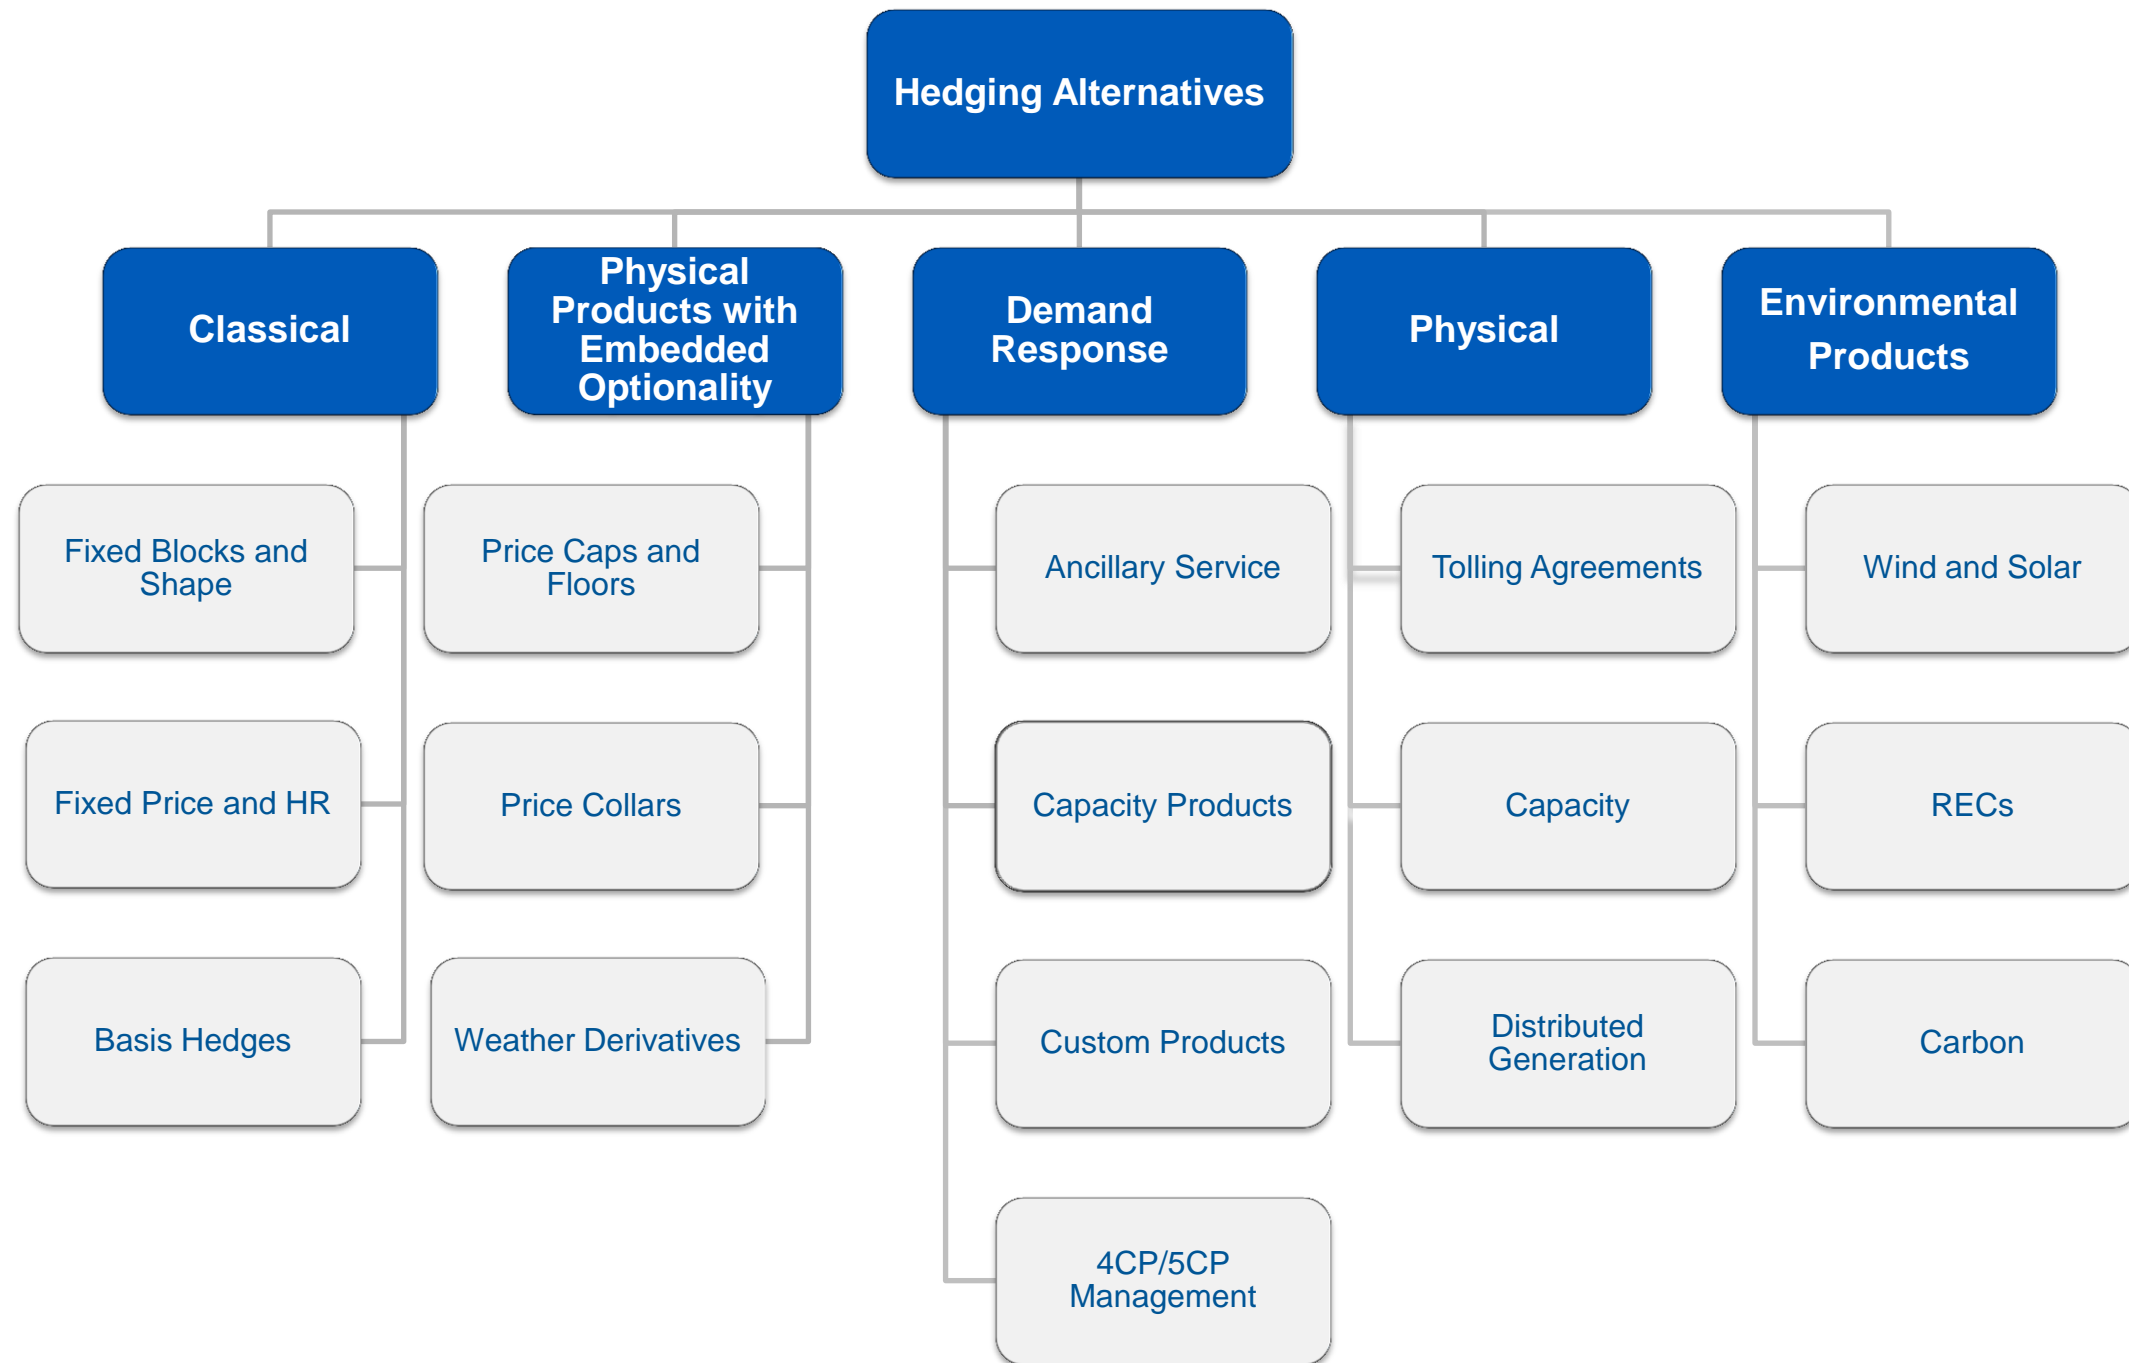 Hedging Alternatives
Classical
Physical
Products with
Embedded
Optionality
Demand
Response
Physical
Environmental
Products
Fixed Blocks and
Shape
Price Caps and
Floors
Ancillary Service
Tolling Agreements
Wind and Solar
Fixed Price and HR
Price Collars
Capacity Products
Capacity
RECs
Basis Hedges
Weather Derivatives
Custom Products
Distributed
Generation
Carbon
4CP/5CP
Management